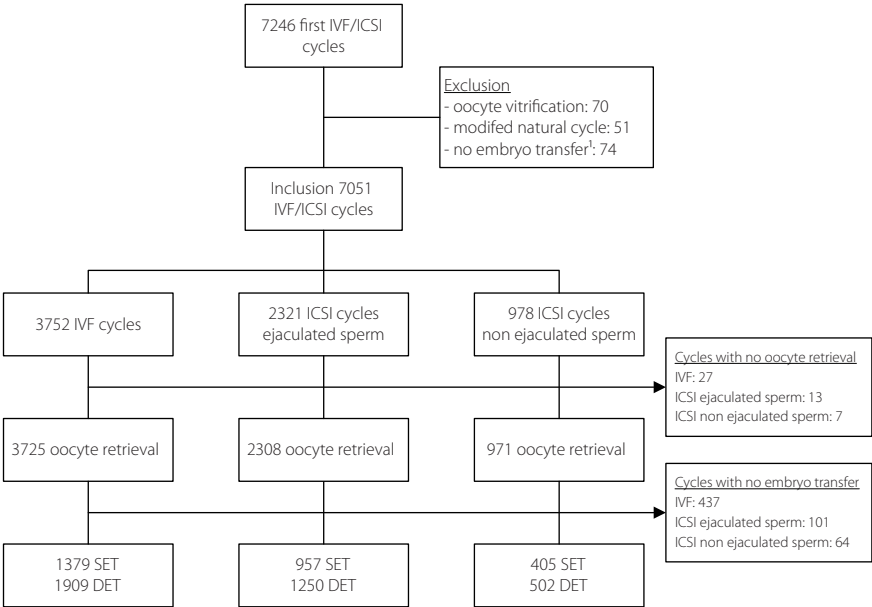 7246 first IVF/ICSI
cycles
Exclusion
- oocyte vitrification: 70
- modifed natural cycle: 51
- no embryo transfer¹: 74
Inclusion 7051
IVF/ICSI cycles
3752 IVF cycles
2321 ICSI cycles
ejaculated sperm
978 ICSI cycles
non ejaculated sperm
Cycles with no oocyte retrieval
IVF: 27
ICSI ejaculated sperm: 13
ICSI non ejaculated sperm: 7
3725 oocyte retrieval
2308 oocyte retrieval
971 oocyte retrieval
Cycles with no embryo transfer
IVF: 437
ICSI ejaculated sperm: 101
ICSI non ejaculated sperm: 64
1379 SET
1909 DET
957 SET
1250 DET
405 SET
502 DET